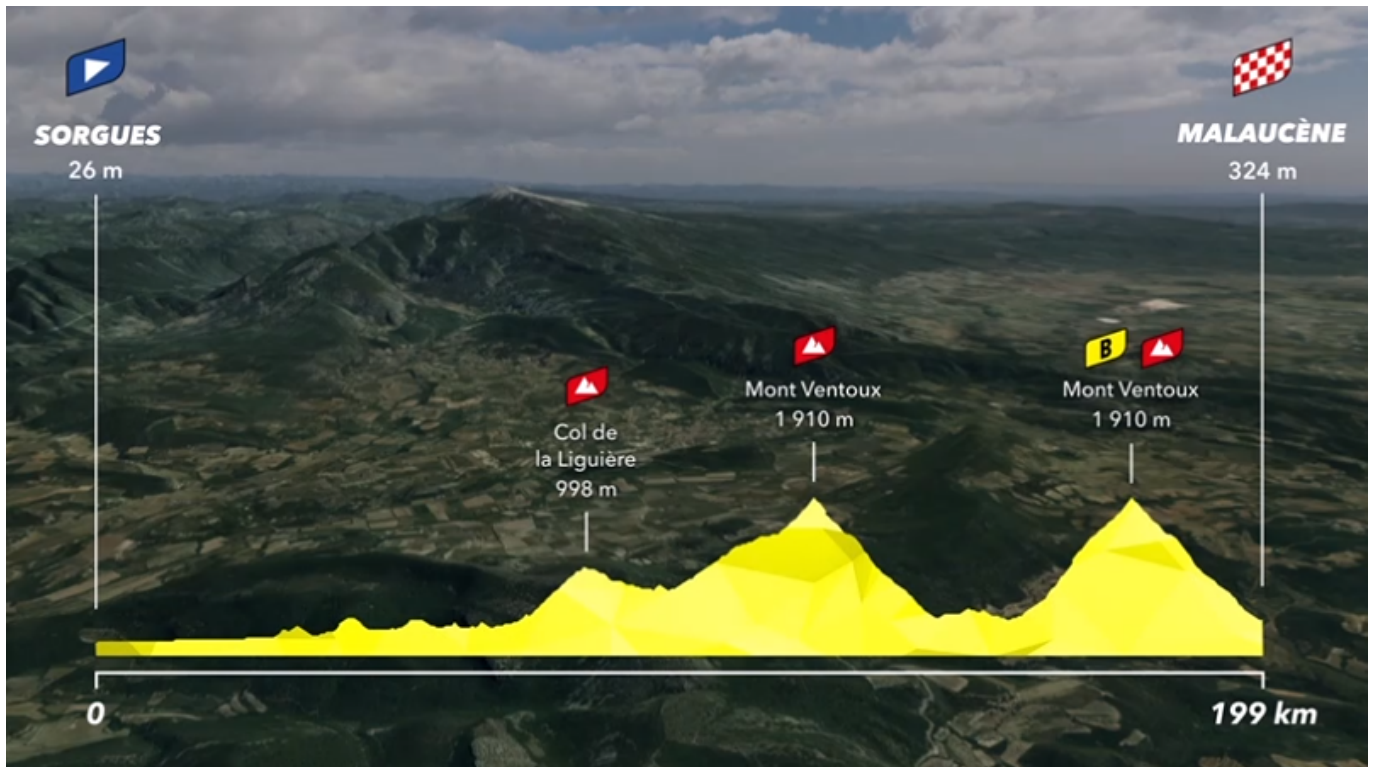 SORGUES
26 m
MALAUCÈNE
324 m
Col de
la Liguière
998 m
Mont Ventoux
1 910 m
B
Mont Ventoux
1 910 m
0
199 km